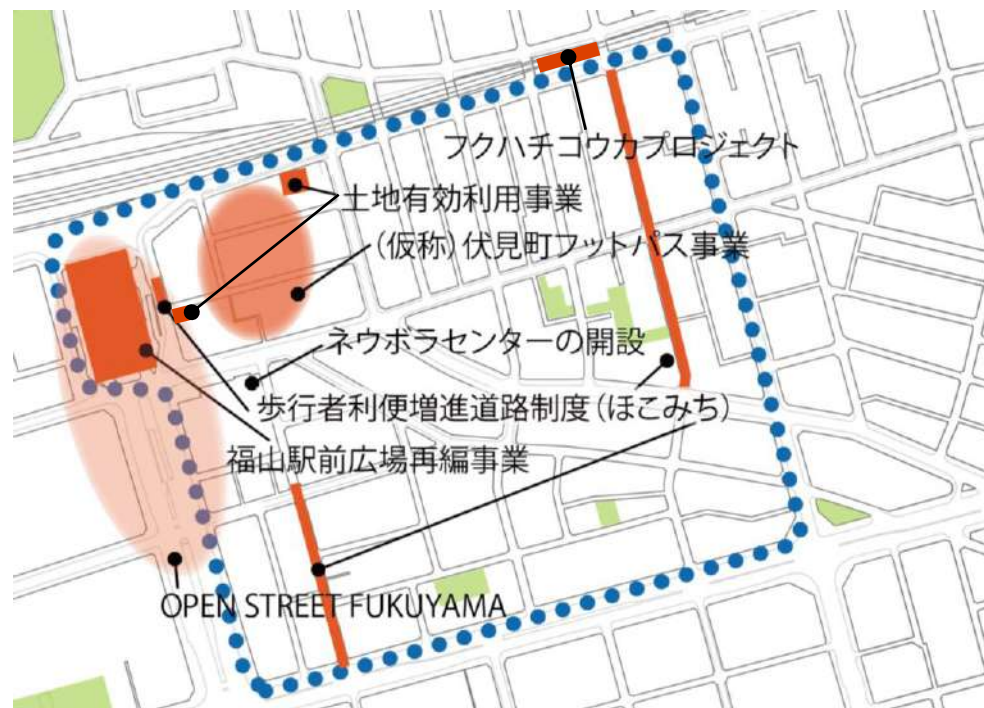 フクハチコウカプロジェクト
土地有効利用事業
(仮称)伏見町フットパス事業
ネウボラセンターの開設
歩行者利便増進道路制度(ほこみち)
福山駅前広場再編事業
OPEN STREET FUKUYAMA